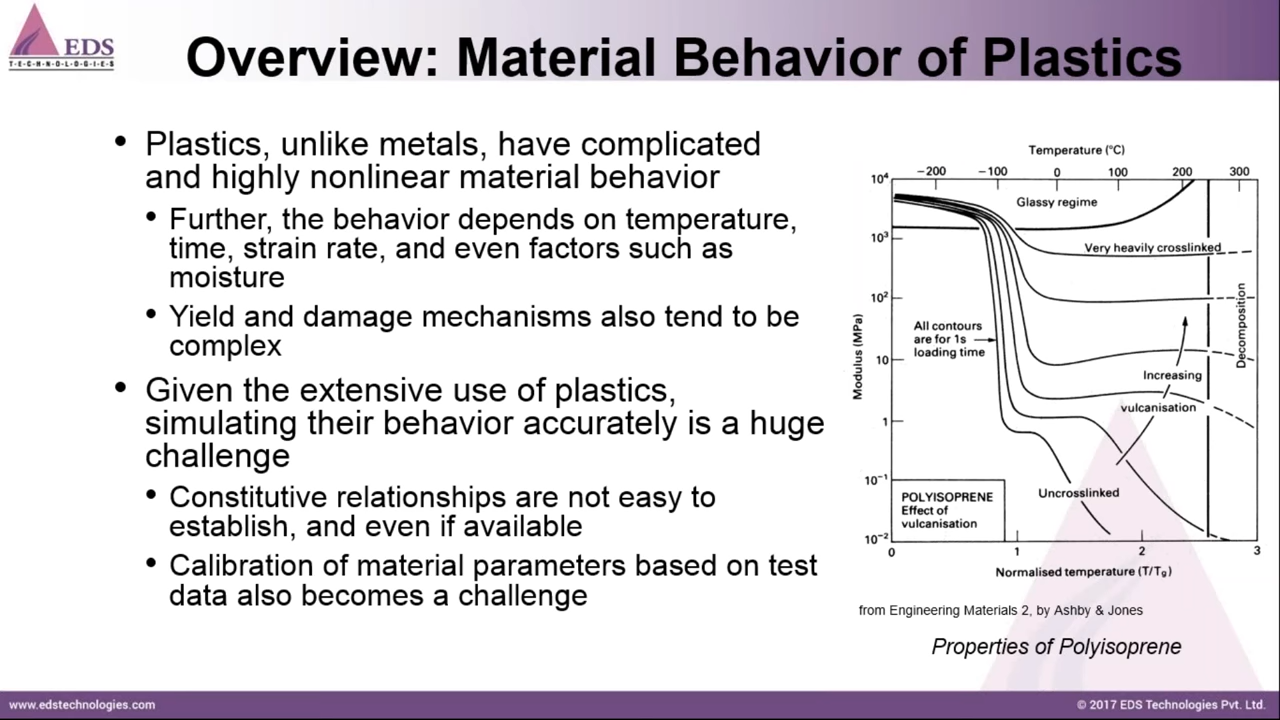 EDS
T·E·C·H·N·O·L·O·G·I·E·S
Overview: Material Behavior of Plastics
• Plastics, unlike metals, have complicated
and highly nonlinear material behavior
• Further, the behavior depends on temperature,
time, strain rate, and even factors such as
moisture
• Yield and damage mechanisms also tend to be
complex
• Given the extensive use of plastics,
simulating their behavior accurately is a huge
challenge
• Constitutive relationships are not easy to
establish, and even if available
• Calibration of material parameters based on test
data also becomes a challenge
Temperature (°C)
−200 −100 0 100 200 300
10⁴
10³
10²
10
1
10⁻¹
10⁻²
Modulus (MPa)
Glassy regime
Very heavily crosslinked
Decomposition
All contours
are for 1s
loading time
Increasing
vulcanisation
Uncrosslinked
POLYISOPRENE
Effect of
vulcanisation
0 1 2 3
Normalised temperature (T/Tg)
from Engineering Materials 2, by Ashby & Jones
Properties of Polyisoprene
www.edstechnologies.com
© 2017 EDS Technologies Pvt. Ltd.